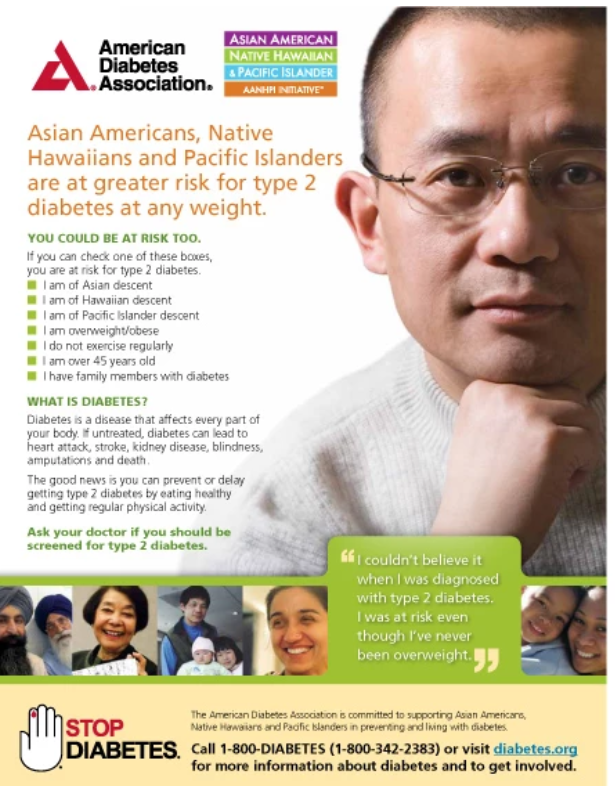 American
Diabetes
Association®
ASIAN AMERICAN
NATIVE HAWAIIAN
& PACIFIC ISLANDER
AANHPI INITIATIVE℠
Asian Americans, Native
Hawaiians and Pacific Islanders
are at greater risk for type 2
diabetes at any weight.
YOU COULD BE AT RISK TOO.
If you can check one of these boxes,
you are at risk for type 2 diabetes.
I am of Asian descent
I am of Hawaiian descent
I am of Pacific Islander descent
I am overweight/obese
I do not exercise regularly
I am over 45 years old
I have family members with diabetes
WHAT IS DIABETES?
Diabetes is a disease that affects every part of
your body. If untreated, diabetes can lead to
heart attack, stroke, kidney disease, blindness,
amputations and death.
The good news is you can prevent or delay
getting type 2 diabetes by eating healthy
and getting regular physical activity.
Ask your doctor if you should be
screened for type 2 diabetes.
“I couldn't believe it
when I was diagnosed
with type 2 diabetes.
I was at risk even
though I've never
been overweight.”
STOP
DIABETES.
The American Diabetes Association is committed to supporting Asian Americans,
Native Hawaiians and Pacific Islanders in preventing and living with diabetes.
Call 1-800-DIABETES (1-800-342-2383) or visit diabetes.org
for more information about diabetes and to get involved.